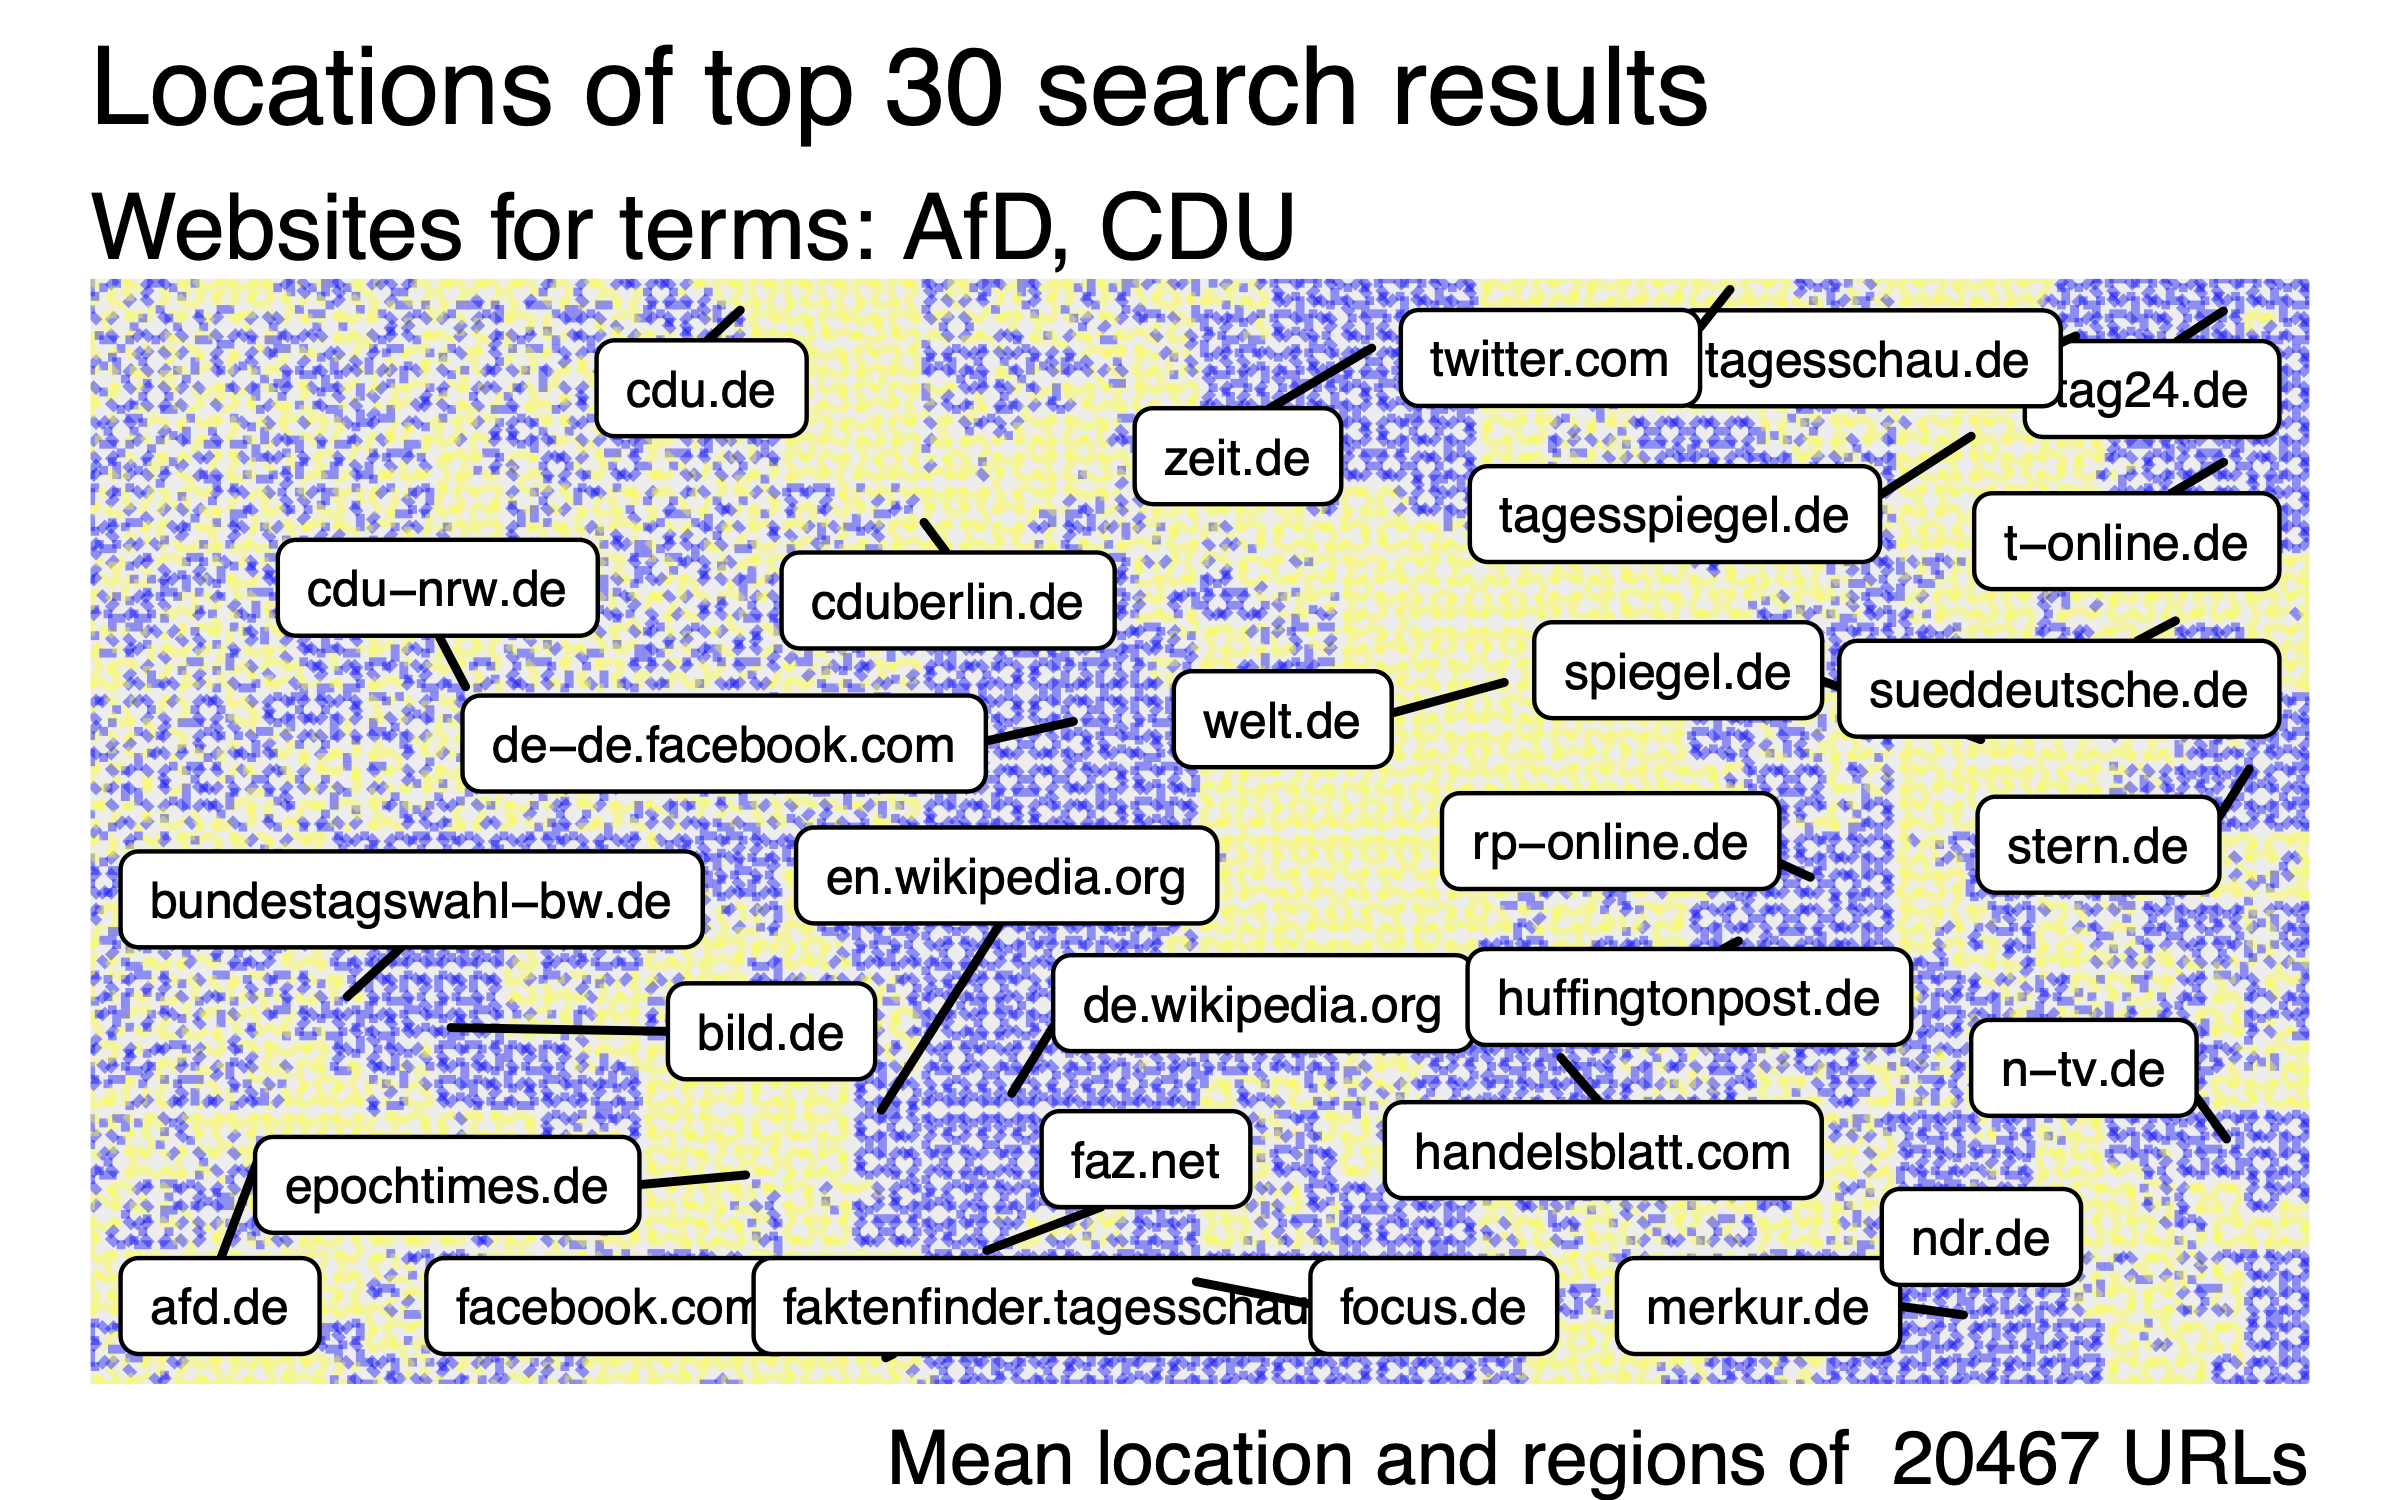 Locations of top 30 search results
Websites for terms: AfD, CDU
cdu.de
twitter.com
tagesschau.de
tag24.de
zeit.de
tagesspiegel.de
t-online.de
cdu-nrw.de
cduberlin.de
spiegel.de
sueddeutsche.de
welt.de
de-de.facebook.com
rp-online.de
stern.de
en.wikipedia.org
bundestagswahl-bw.de
de.wikipedia.org
huffingtonpost.de
bild.de
n-tv.de
handelsblatt.com
faz.net
epochtimes.de
ndr.de
afd.de
facebook.com
faktenfinder.tagesschau
focus.de
merkur.de
Mean location and regions of 20467 URLs